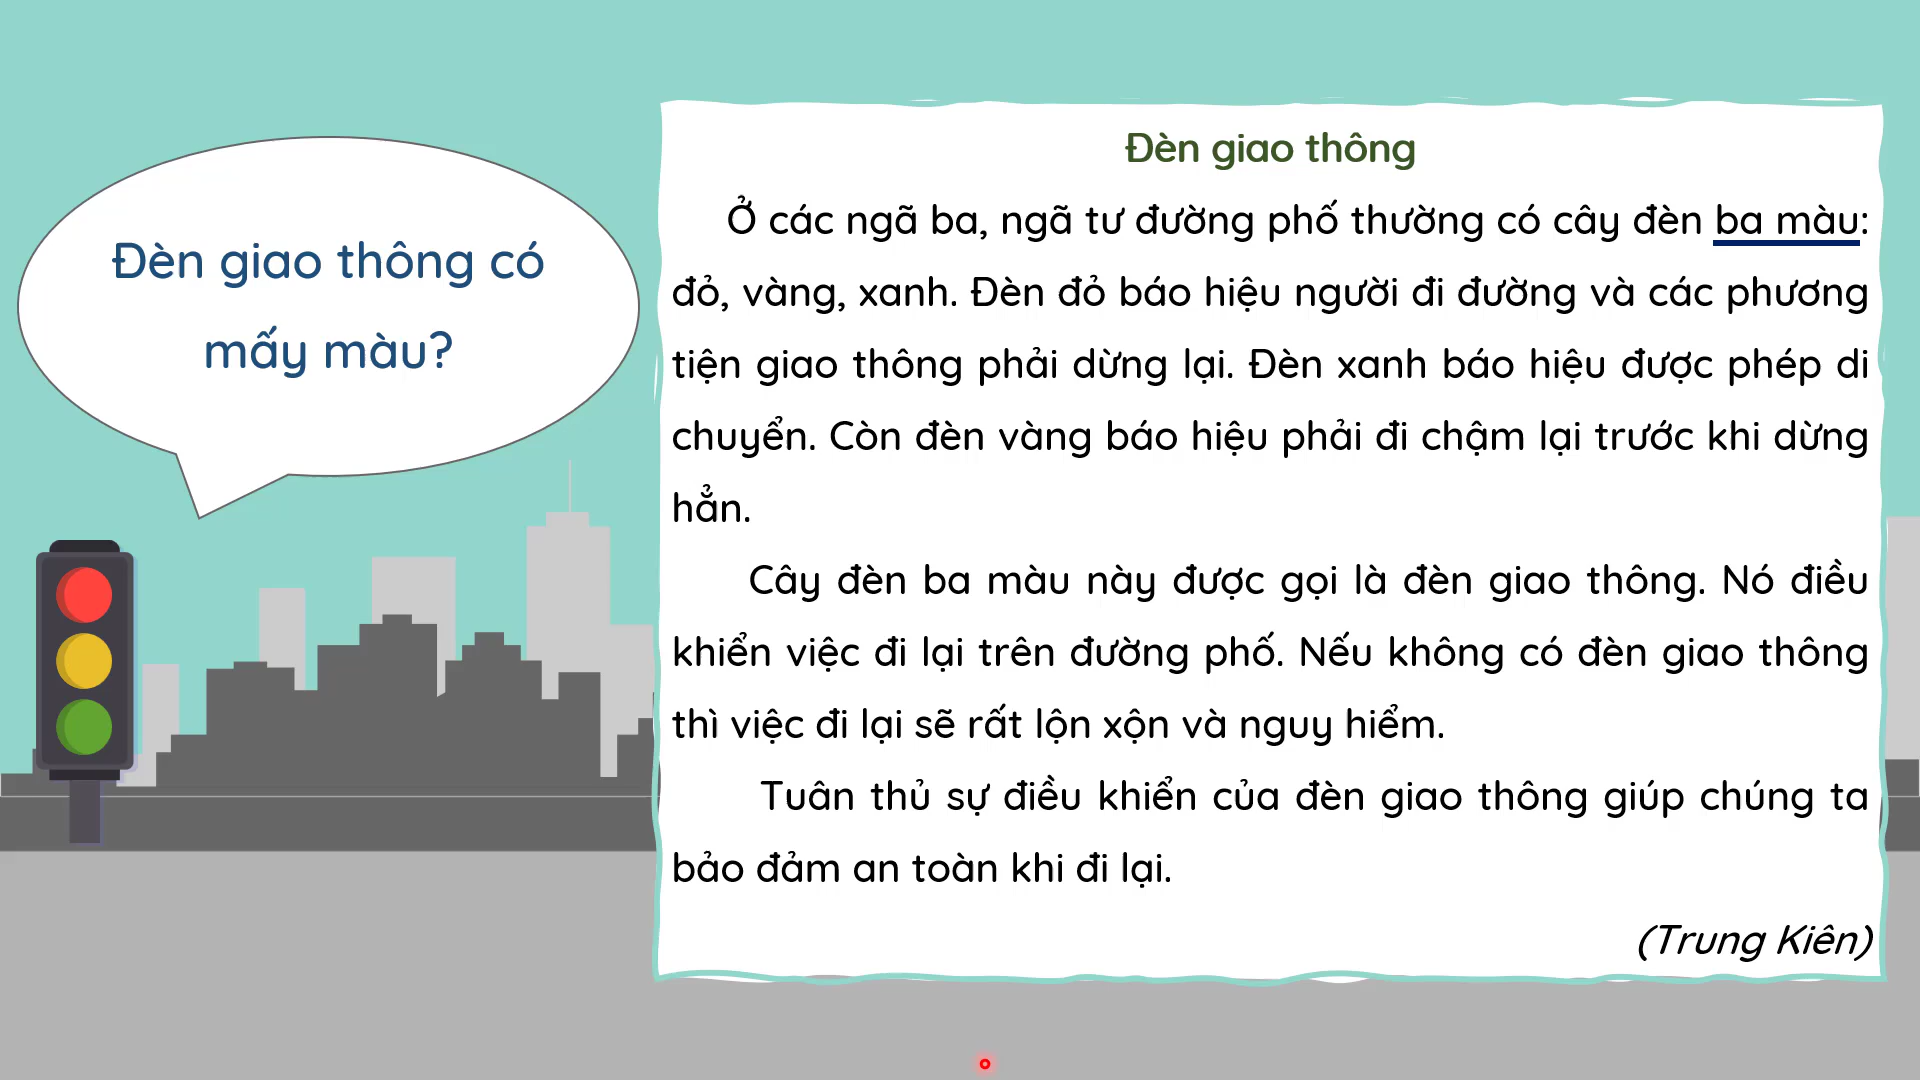 Đèn giao thông có
mấy màu?
Đèn giao thông
Ở các ngã ba, ngã tư đường phố thường có cây đèn ba màu:
đỏ, vàng, xanh. Đèn đỏ báo hiệu người đi đường và các phương
tiện giao thông phải dừng lại. Đèn xanh báo hiệu được phép di
chuyển. Còn đèn vàng báo hiệu phải đi chậm lại trước khi dừng
hẳn.
Cây đèn ba màu này được gọi là đèn giao thông. Nó điều
khiển việc đi lại trên đường phố. Nếu không có đèn giao thông
thì việc đi lại sẽ rất lộn xộn và nguy hiểm.
Tuân thủ sự điều khiển của đèn giao thông giúp chúng ta
bảo đảm an toàn khi đi lại.
(Trung Kiên)